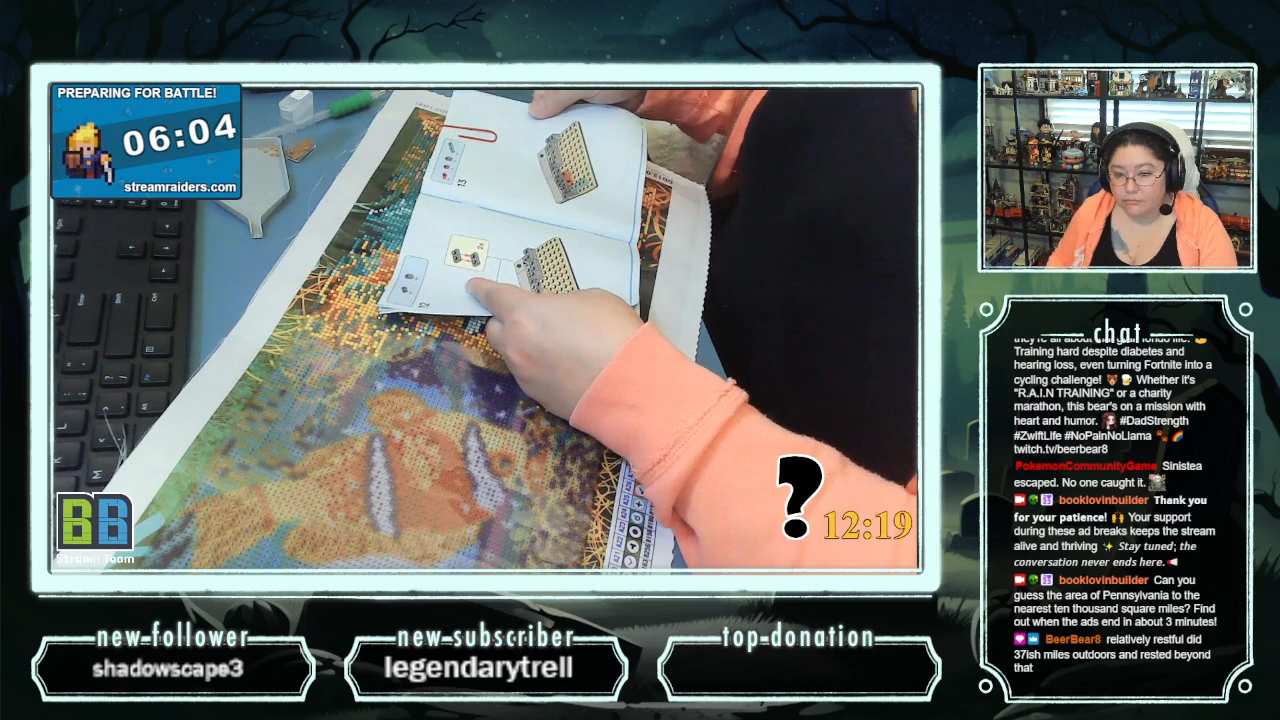 PREPARING FOR BATTLE!
06:04
streamraiders.com
13
2x
12
Enter
Shift
Ctrl
BB
Stream Team
?
12:19
chat
Training hard despite diabetes and
hearing loss, even turning Fortnite into a
cycling challenge! 🐻 🍺 Whether it's
"R.A.I.N TRAINING" or a charity
marathon, this bear's on a mission with
heart and humor. #DadStrength
#ZwiftLife #NoPainNoLlama 🌈
twitch.tv/beerbear8
PokemonCommunityGame Sinistea
escaped. No one caught it.
booklovinbuilder Thank you
for your patience! 🙌 Your support
during these ad breaks keeps the stream
alive and thriving ✨ Stay tuned; the
conversation never ends here. 📢
booklovinbuilder Can you
guess the area of Pennsylvania to the
nearest ten thousand square miles? Find
out when the ads end in about 3 minutes!
BeerBear8 relatively restful did
37ish miles outdoors and rested beyond
that
new follower
shadowscape3
new subscriber
legendarytrell
top donation